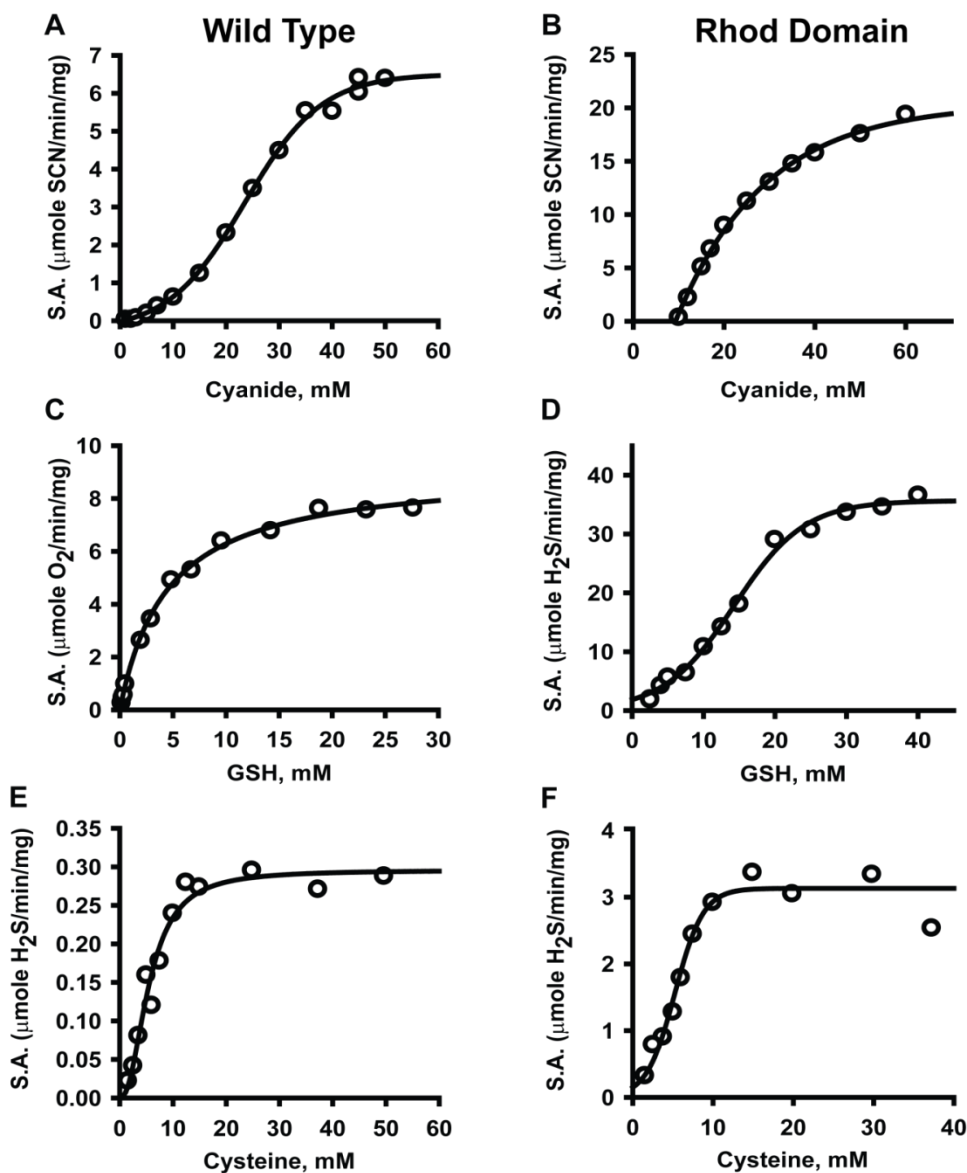 A Wild Type
B Rhod Domain
S.A. (μmole SCN/min/mg)
7
6
5
4
3
2
1
0
0 10 20 30 40 50 60
Cyanide, mM
S.A. (μmole SCN/min/mg)
25
20
15
10
5
0
0 20 40 60
Cyanide, mM
C
S.A. (μmole O2/min/mg)
10
8
6
4
2
0
0 5 10 15 20 25 30
GSH, mM
D
S.A. (μmole H2S/min/mg)
40
30
20
10
0
0 10 20 30 40
GSH, mM
E
S.A. (μmole H2S/min/mg)
0.35
0.30
0.25
0.20
0.15
0.10
0.05
0.00
0 10 20 30 40 50 60
Cysteine, mM
F
S.A. (μmole H2S/min/mg)
4
3
2
1
0
0 10 20 30 40
Cysteine, mM